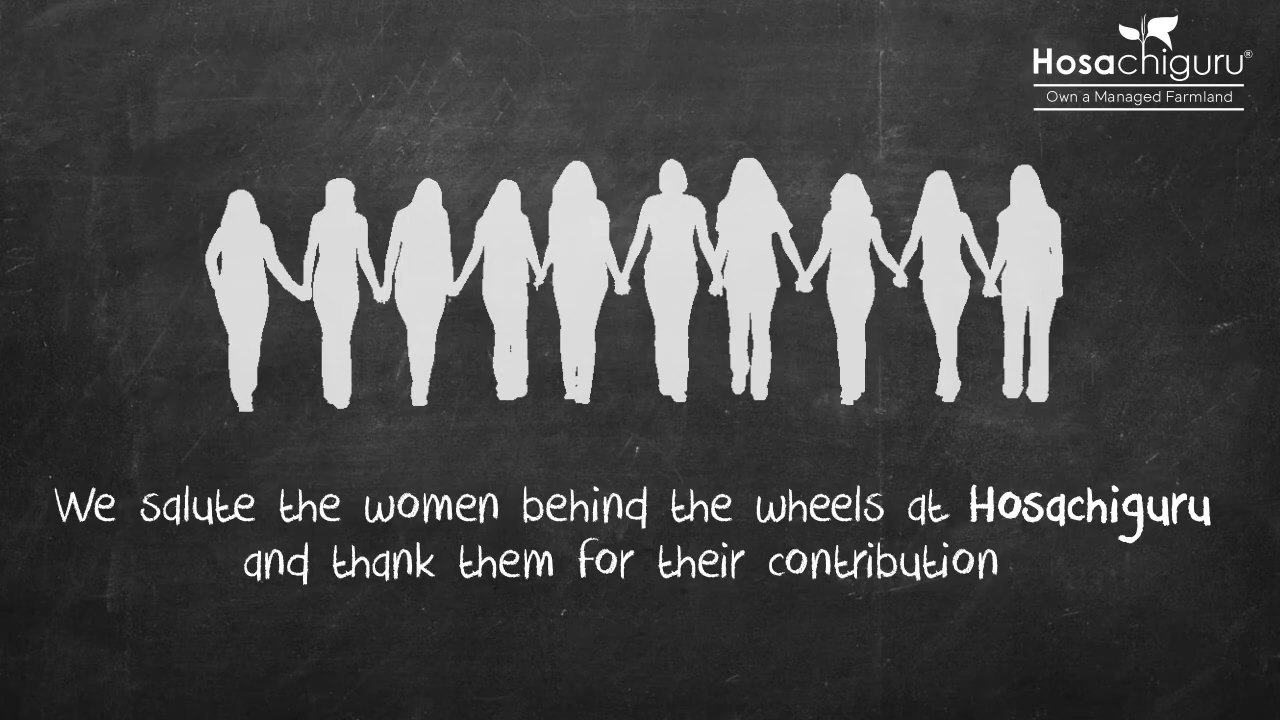 Hosachiguru®
Own a Managed Farmland
We salute the women behind the wheels at Hosachiguru
and thank them for their contribution